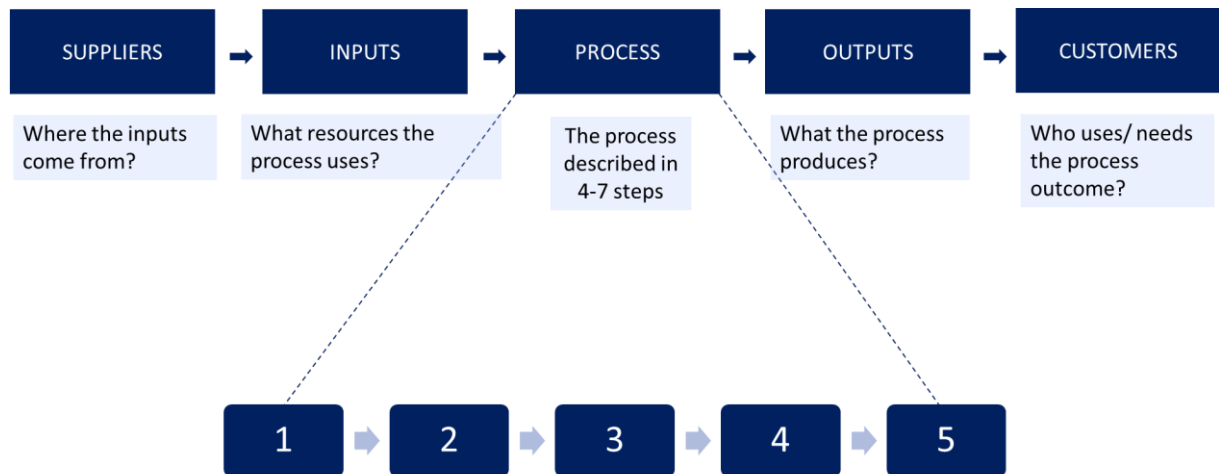 SUPPLIERS
INPUTS
PROCESS
OUTPUTS
CUSTOMERS
Where the inputs
come from?
What resources the
process uses?
The process
described in
4-7 steps
What the process
produces?
Who uses/ needs
the process
outcome?
1
2
3
4
5